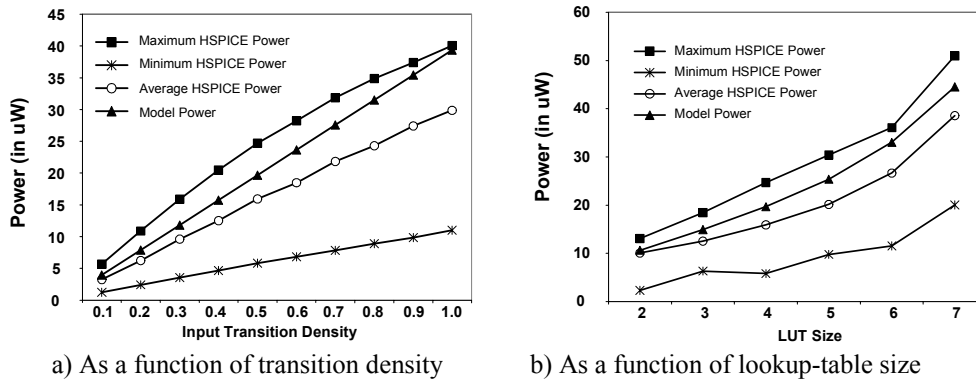 45
40
35
30
25
20
15
10
5
0
Power (in uW)
Maximum HSPICE Power
Minimum HSPICE Power
Average HSPICE Power
Model Power
0.1 0.2 0.3 0.4 0.5 0.6 0.7 0.8 0.9 1.0
Input Transition Density
a) As a function of transition density
60
50
40
30
20
10
0
Power (in uW)
Maximum HSPICE Power
Minimum HSPICE Power
Average HSPICE Power
Model Power
2 3 4 5 6 7
LUT Size
b) As a function of lookup-table size